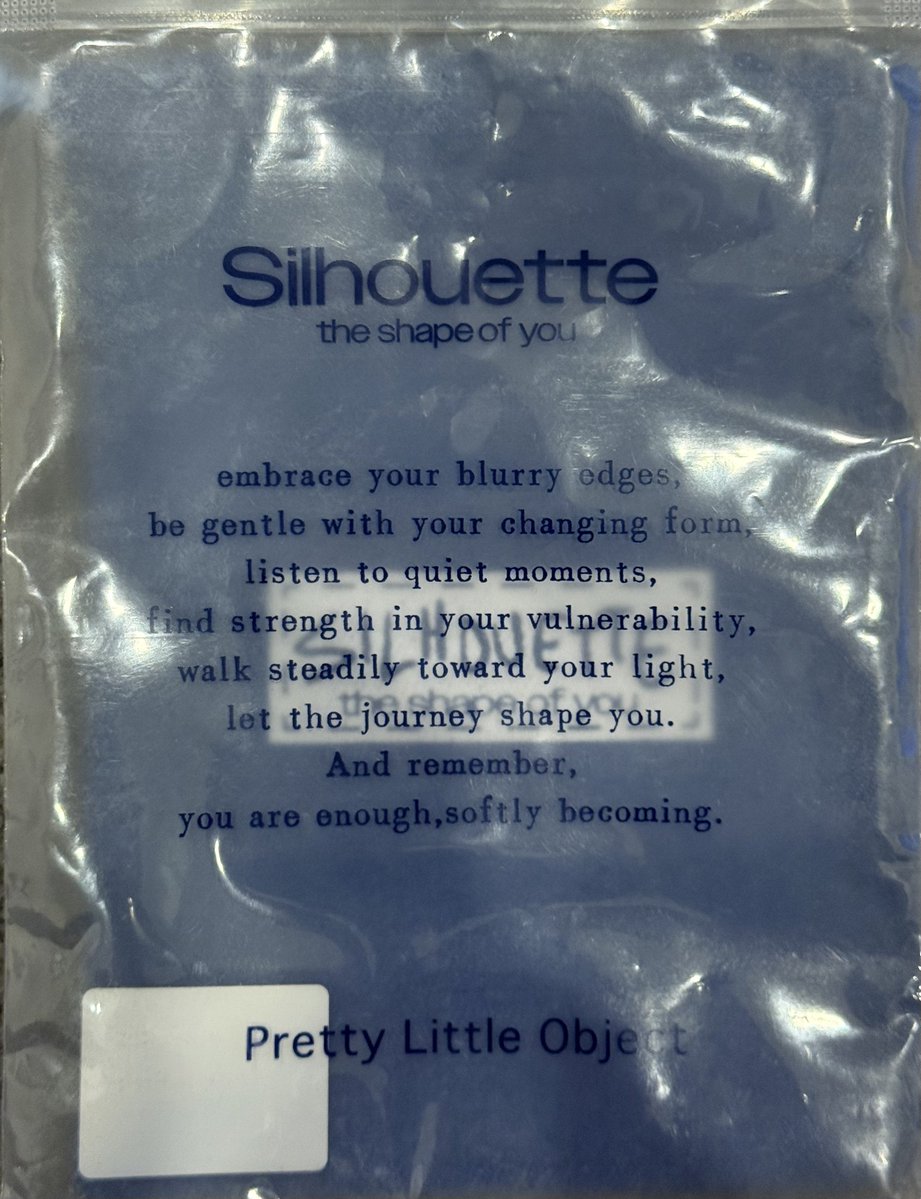 Silhouette
the shape of you
embrace your blurry edges,
be gentle with your changing form,
listen to quiet moments,
find strength in your vulnerability,
walk steadily toward your light,
let the journey shape you.
And remember,
you are enough,softly becoming.
SILHOUETTE
the shape of you
Pretty Little Object